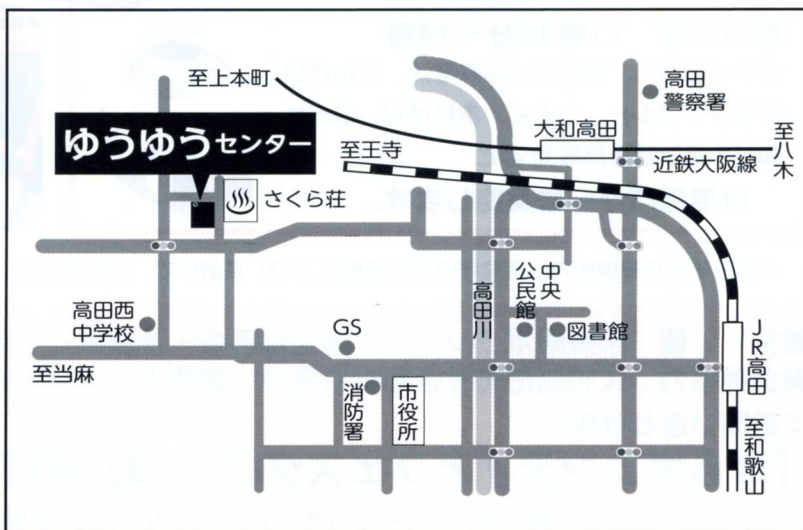 至上本町
高田
警察署
大和高田
至八木
近鉄大阪線
ゆうゆうセンター
至王寺
さくら荘
高田西
中学校
GS
高田川
中央
公民館
図書館
JR高田
至当麻
消防署
市役所
至和歌山